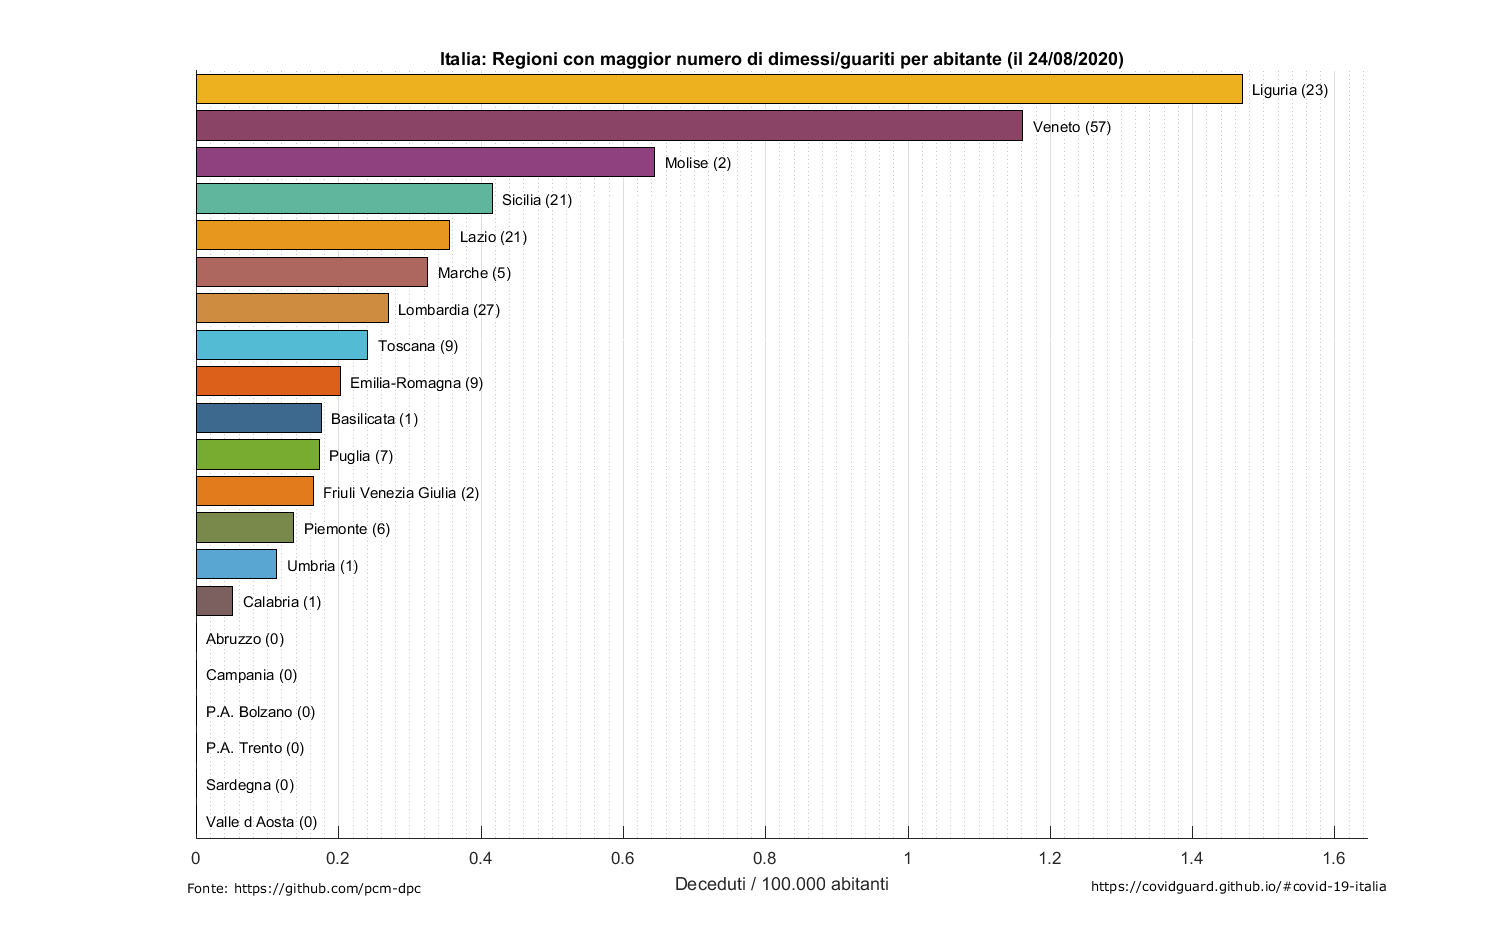 Italia: Regioni con maggior numero di dimessi/guariti per abitante (il 24/08/2020)
Liguria (23)
Veneto (57)
Molise (2)
Sicilia (21)
Lazio (21)
Marche (5)
Lombardia (27)
Toscana (9)
Emilia-Romagna (9)
Basilicata (1)
Puglia (7)
Friuli Venezia Giulia (2)
Piemonte (6)
Umbria (1)
Calabria (1)
Abruzzo (0)
Campania (0)
P.A. Bolzano (0)
P.A. Trento (0)
Sardegna (0)
Valle d Aosta (0)
0 0.2 0.4 0.6 0.8 1 1.2 1.4 1.6
Deceduti / 100.000 abitanti
Fonte: https://github.com/pcm-dpc
https://covidguard.github.io/#covid-19-italia